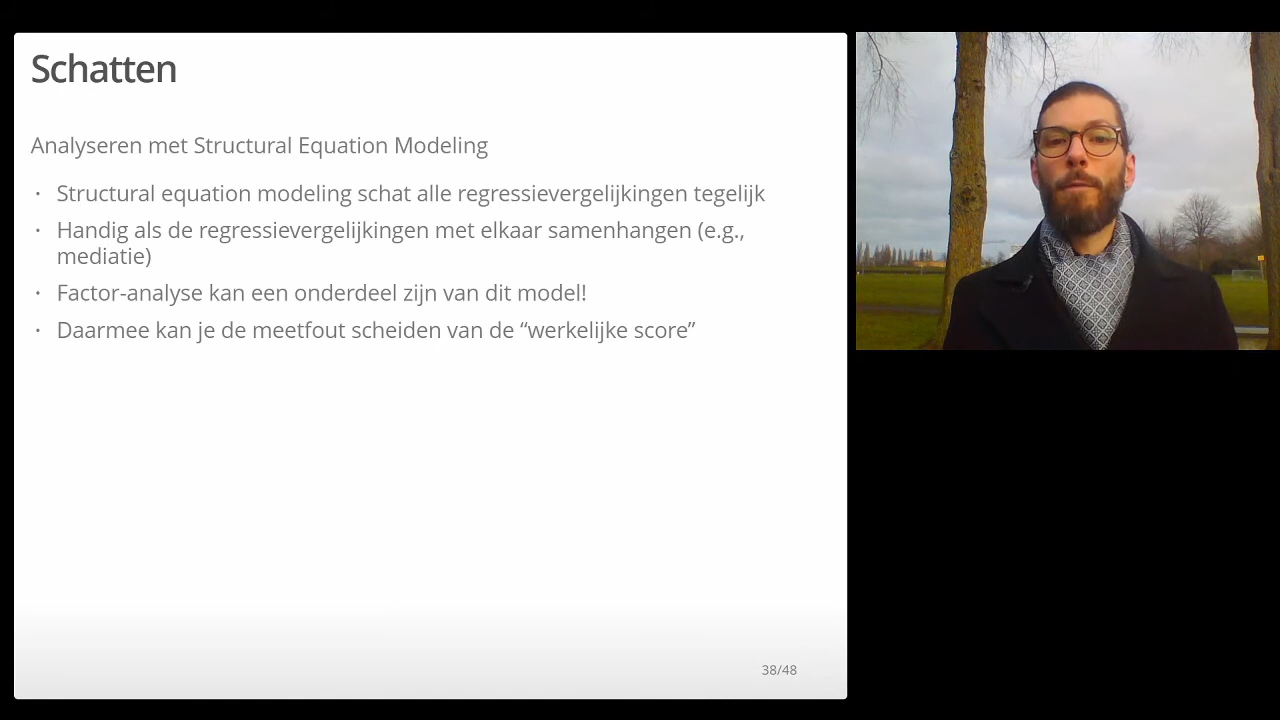 Schatten
Analyseren met Structural Equation Modeling
· Structural equation modeling schat alle regressievergelijkingen tegelijk
· Handig als de regressievergelijkingen met elkaar samenhangen (e.g.,
mediatie)
· Factor-analyse kan een onderdeel zijn van dit model!
· Daarmee kan je de meetfout scheiden van de “werkelijke score”
38/48